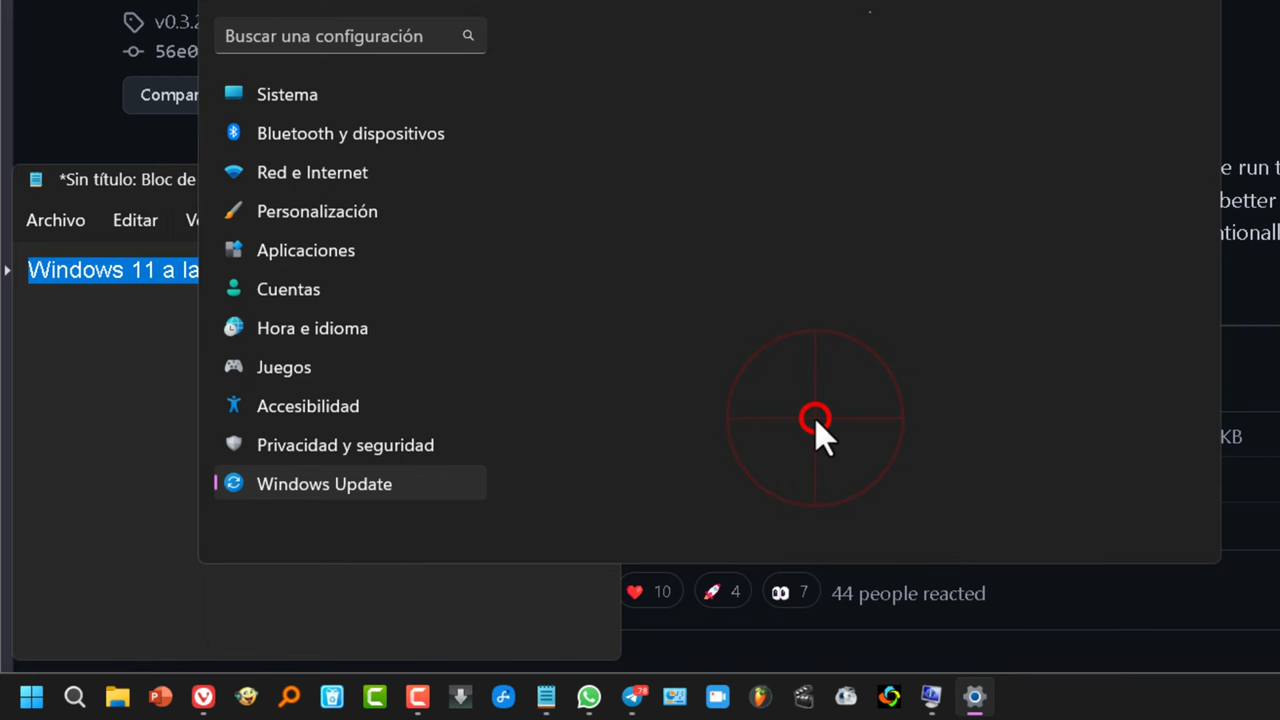 v0.3.2
56e0
Compar
Buscar una configuración
Sistema
Bluetooth y dispositivos
Red e Internet
Personalización
Aplicaciones
Cuentas
Hora e idioma
Juegos
Accesibilidad
Privacidad y seguridad
Windows Update
*Sin título: Bloc de
Archivo Editar
Windows 11 a la
e run t
better
ntionall
KB
10 4 7 44 people reacted
78